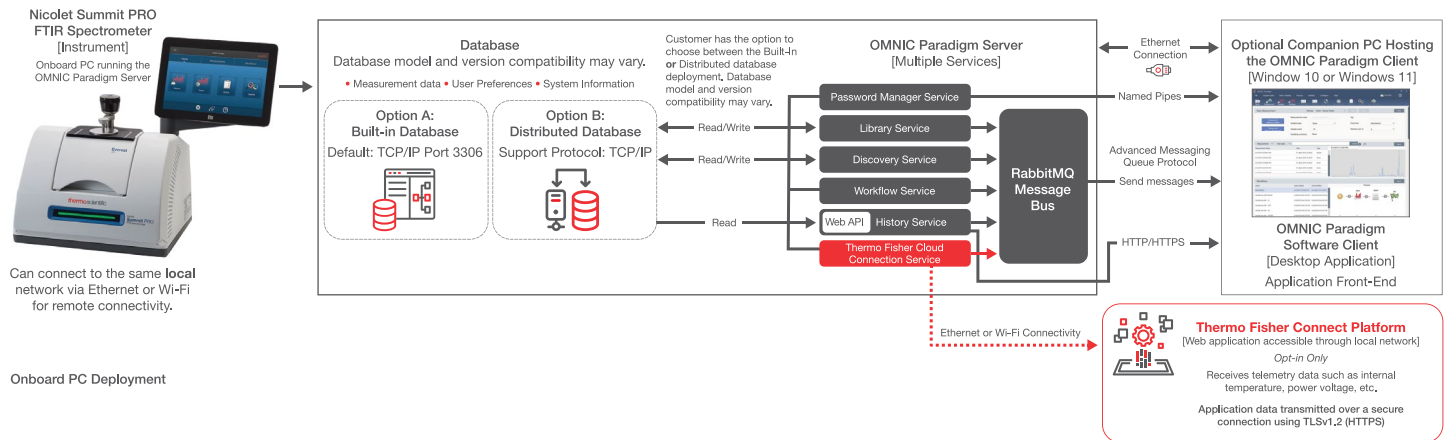 Nicolet Summit PRO
FTIR Spectrometer
[Instrument]
Onboard PC running the
OMNIC Paradigm Server
thermoscientific
Summit PRO
Can connect to the same local
network via Ethernet or Wi-Fi
for remote connectivity.
Onboard PC Deployment
Database
Database model and version compatibility may vary.
• Measurement data • User Preferences • System Information
Option A:
Built-in Database
Default: TCP/IP Port 3306
Option B:
Distributed Database
Support Protocol: TCP/IP
Customer has the option to
choose between the Built-In
or Distributed database
deployment. Database
model and version
compatibility may vary.
Read/Write
Read/Write
Read
OMNIC Paradigm Server
[Multiple Services]
Password Manager Service
Library Service
Discovery Service
Workflow Service
Web API History Service
Thermo Fisher Cloud
Connection Service
RabbitMQ
Message
Bus
Ethernet
Connection
Named Pipes
Advanced Messaging
Queue Protocol
Send messages
HTTP/HTTPS
Optional Companion PC Hosting
the OMNIC Paradigm Client
[Window 10 or Windows 11]
OMNIC Paradigm
Software Client
[Desktop Application]
Application Front-End
Ethernet or Wi-Fi Connectivity
Thermo Fisher Connect Platform
[Web application accessible through local network]
Opt-in Only
Receives telemetry data such as internal
temperature, power voltage, etc.
Application data transmitted over a secure
connection using TLSv1.2 (HTTPS)